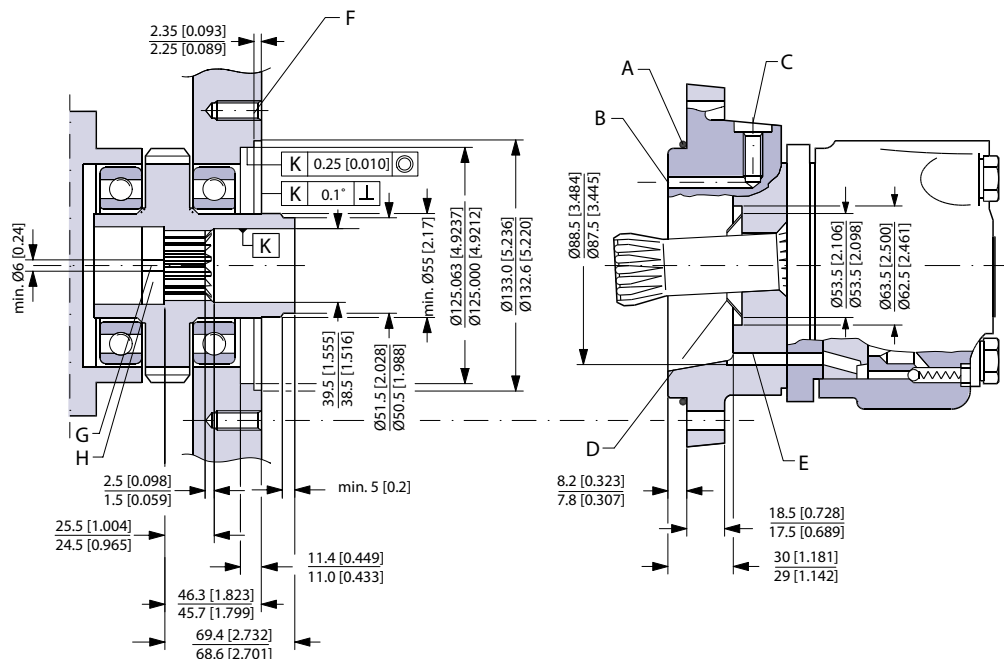 2.35 [0.093]
2.25 [0.089]
F
K 0.25 [0.010]
K 0.1°
K
min. Ø6 [0.24]
39.5 [1.555]
38.5 [1.516]
Ø51.5 [2.028]
Ø50.5 [1.988]
min. Ø55 [2.17]
Ø125.063 [4.9237]
Ø125.000 [4.9212]
Ø133.0 [5.236]
Ø132.6 [5.220]
G
H
2.5 [0.098]
1.5 [0.059]
min. 5 [0.2]
25.5 [1.004]
24.5 [0.965]
11.4 [0.449]
11.0 [0.433]
46.3 [1.823]
45.7 [1.799]
69.4 [2.732]
68.6 [2.701]
A
B
C
Ø88.5 [3.484]
Ø87.5 [3.445]
Ø53.5 [2.106]
Ø53.5 [2.098]
Ø63.5 [2.500]
Ø62.5 [2.461]
D
E
8.2 [0.323]
7.8 [0.307]
18.5 [0.728]
17.5 [0.689]
30 [1.181]
29 [1.142]